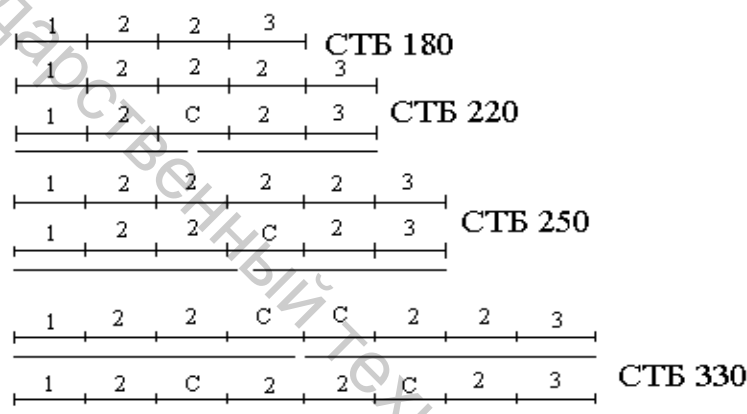 1 2 2 3 СТБ 180
1 2 2 2 3
1 2 С 2 3 СТБ 220
1 2 2 2 2 3
1 2 2 С 2 3 СТБ 250
1 2 2 С С 2 2 3
1 2 С 2 2 С 2 3 СТБ 330
дарственный тех